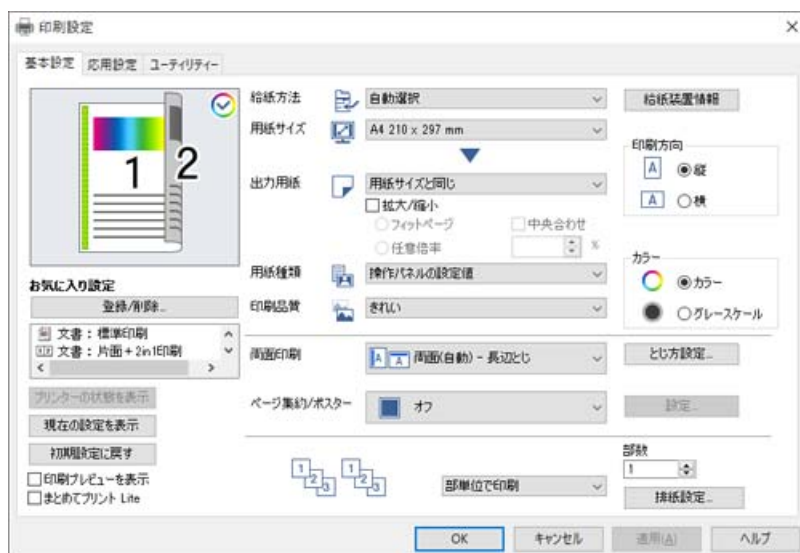 印刷設定
基本設定 応用設定 ユーティリティー
1 2
お気に入り設定
登録/削除...
文書：標準印刷
文書：片面+2in1印刷
プリンターの状態を表示
現在の設定を表示
初期設定に戻す
印刷プレビューを表示
まとめてプリント Lite
給紙方法 自動選択 給紙装置情報
用紙サイズ A4 210 x 297 mm
出力用紙 用紙サイズと同じ
拡大/縮小
フィットページ 中央合わせ
任意倍率 %
用紙種類 操作パネルの設定値
印刷品質 きれい
印刷方向
A 縦
A 横
カラー
カラー
グレースケール
両面印刷 A A 両面(自動) - 長辺とじ とじ方設定...
ページ集約/ポスター オフ 設定...
1 2 3 1 2 3 部単位で印刷
部数
1
排紙設定...
OK キャンセル 適用(A) ヘルプ